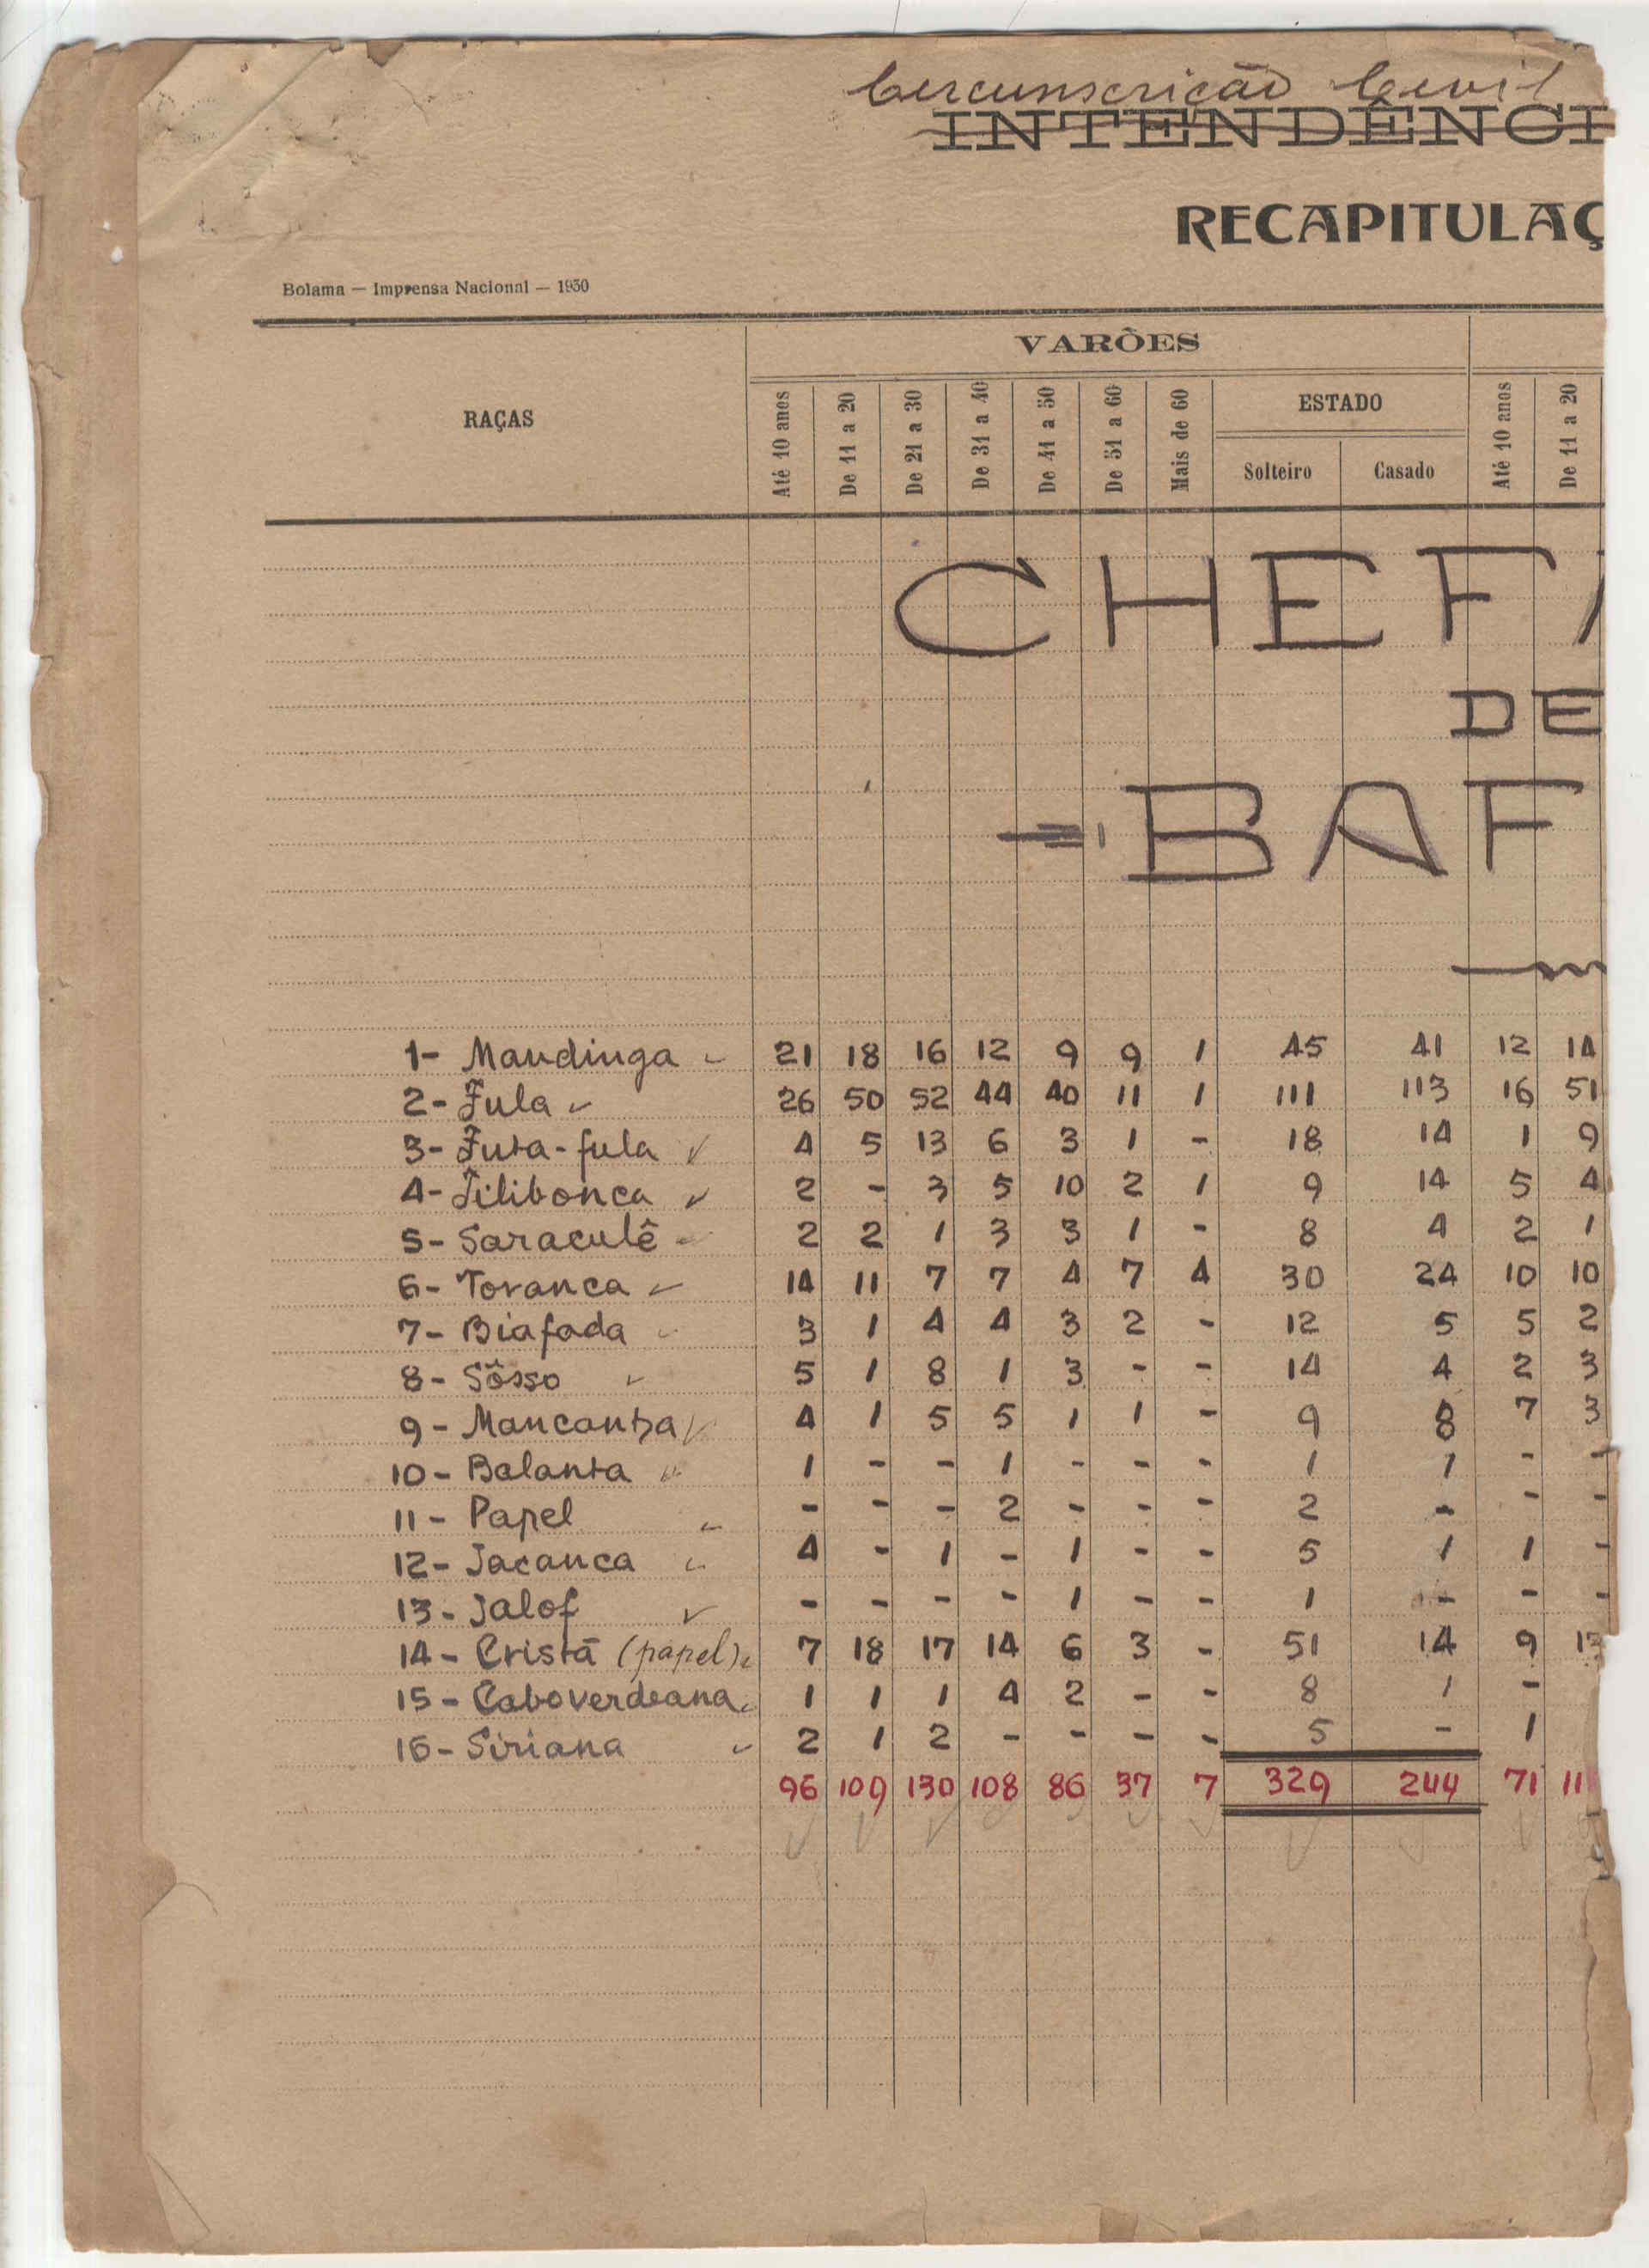 Circunscrição Civil
INTENDÊNCI
RECAPITULAÇ
Bolama — Imprensa Nacional — 1930
RAÇAS
VARÕES
Até 10 anos De 11 a 20 De 21 a 30 De 31 a 40 De 41 a 50 De 51 a 60 Mais de 60 ESTADO Até 10 anos De 11 a 20
Solteiro Casado
CHEFA
DE
BAF
1- Mandinga 21 18 16 12 9 9 1 45 41 12 14
2- Fula 26 50 52 44 40 11 1 111 113 16 51
3- Futa-fula 4 5 13 6 3 1 - 18 14 1 9
4- Jilibonca 2 - 3 5 10 2 1 9 14 5 4
5- Saraculê 2 2 1 3 3 1 - 8 4 2 1
6- Toranca 14 11 7 7 4 7 4 30 24 10 10
7- Biafada 3 1 4 4 3 2 - 12 5 5 2
8- Sôsso 5 1 8 1 3 - - 14 4 2 3
9- Mancanha 4 1 5 5 1 1 - 9 8 7 3
10- Balanta 1 - - 1 - - - 1 1 - -
11- Papel - - - 2 - - - 2 - - -
12- Jacanca 4 - 1 - 1 - - 5 1 1 -
13- Jalof - - - - 1 - - 1 - - -
14- Cristã (papel) 7 18 17 14 6 3 - 51 14 9 13
15- Caboverdeana 1 1 1 4 2 - - 8 1 -
16- Siriana 2 1 2 - - - - 5 - 1
96 109 130 108 86 37 7 329 244 71 11